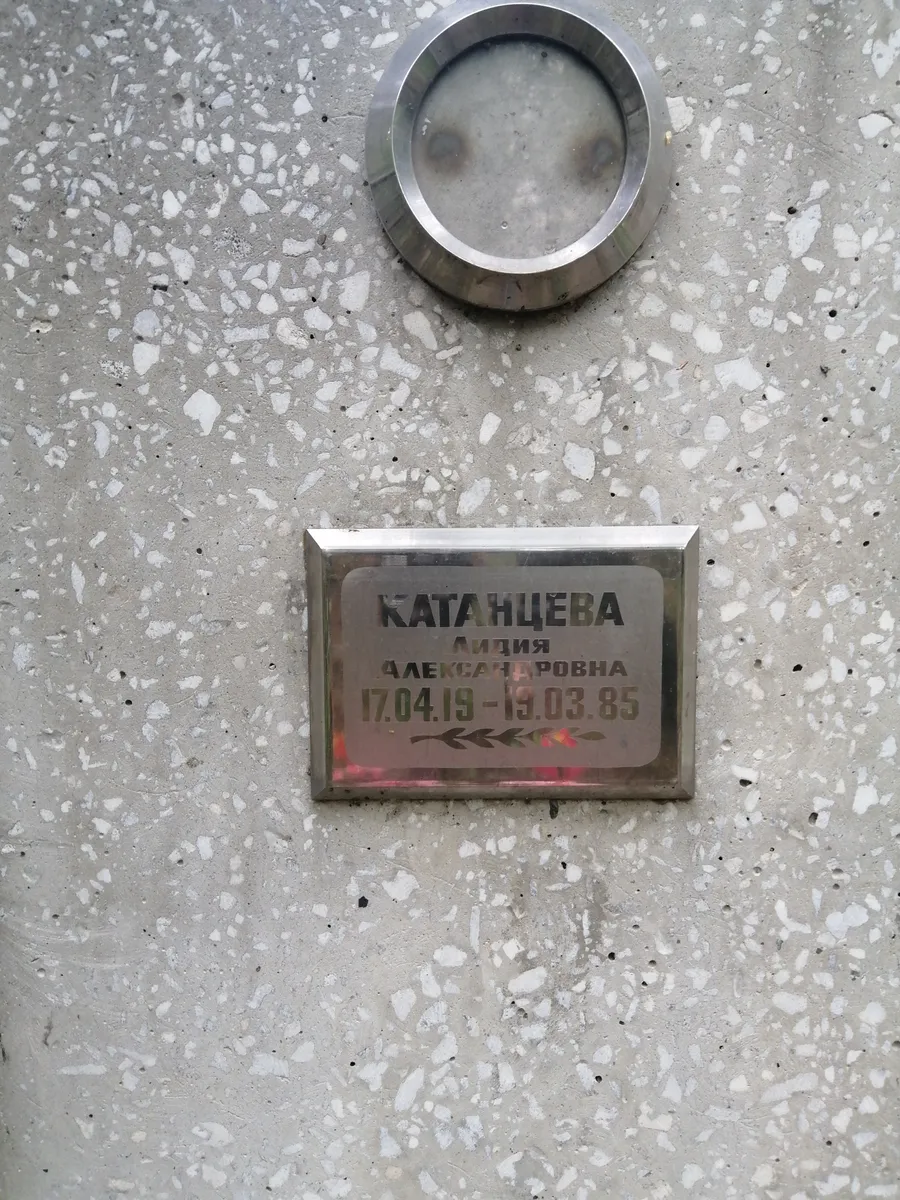 КАТАНЦЕВА
Лидия
Александровна
17.04.19-19.03.85